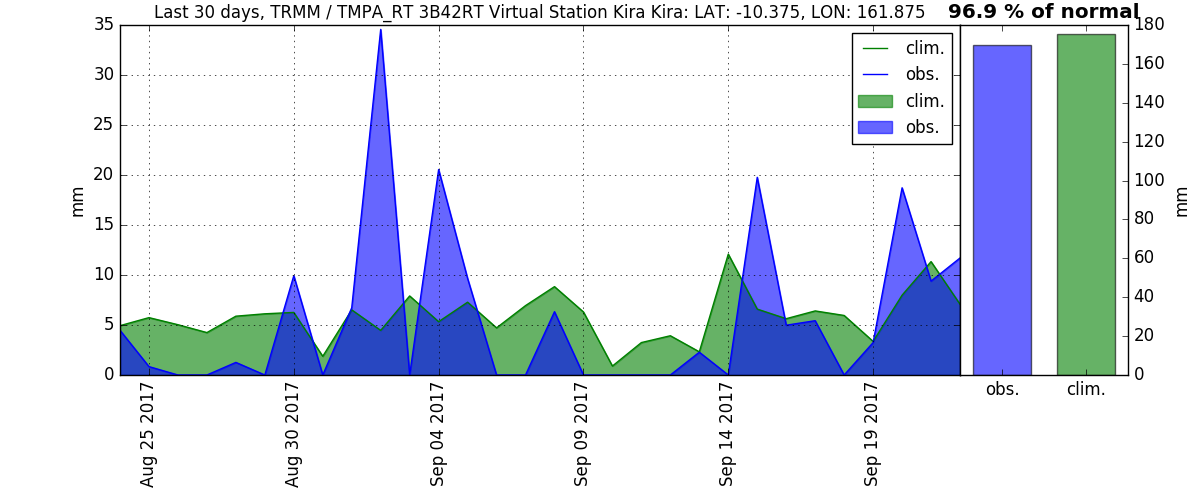 Last 30 days, TRMM / TMPA_RT 3B42RT Virtual Station Kira Kira: LAT: -10.375, LON: 161.875
96.9 % of normal
35
30
25
20
15
10
5
0
mm
clim.
obs.
clim.
obs.
Aug 25 2017
Aug 30 2017
Sep 04 2017
Sep 09 2017
Sep 14 2017
Sep 19 2017
180
160
140
120
100
80
60
40
20
0
mm
obs.
clim.